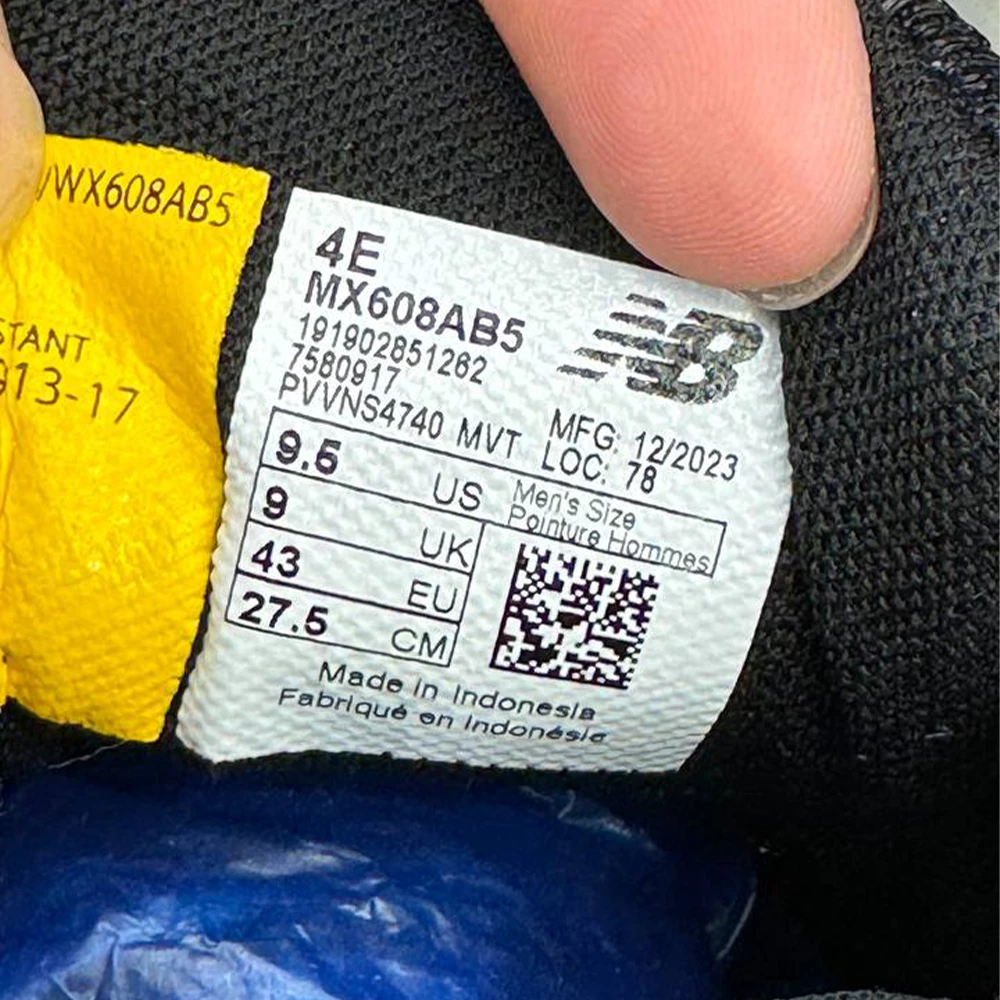 /WX608AB5
STANT
913-17
4E
MX608AB5
191902851262
7580917
PVVNS4740 MVT
MFG: 12/2023
LOC: 78
NB
9.5 US
Men's Size
Pointure Hommes
9 UK
43 EU
27.5 CM
Made in Indonesia
Fabriqué en Indonésie